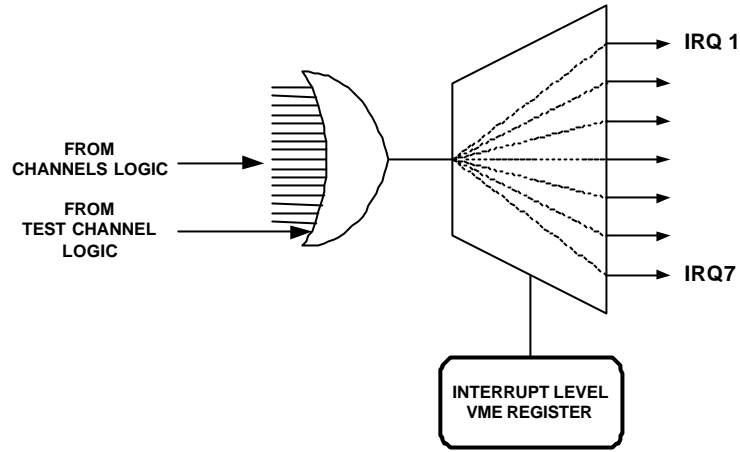 IRQ 1
FROM
CHANNELS LOGIC
FROM
TEST CHANNEL
LOGIC
IRQ7
INTERRUPT LEVEL
VME REGISTER